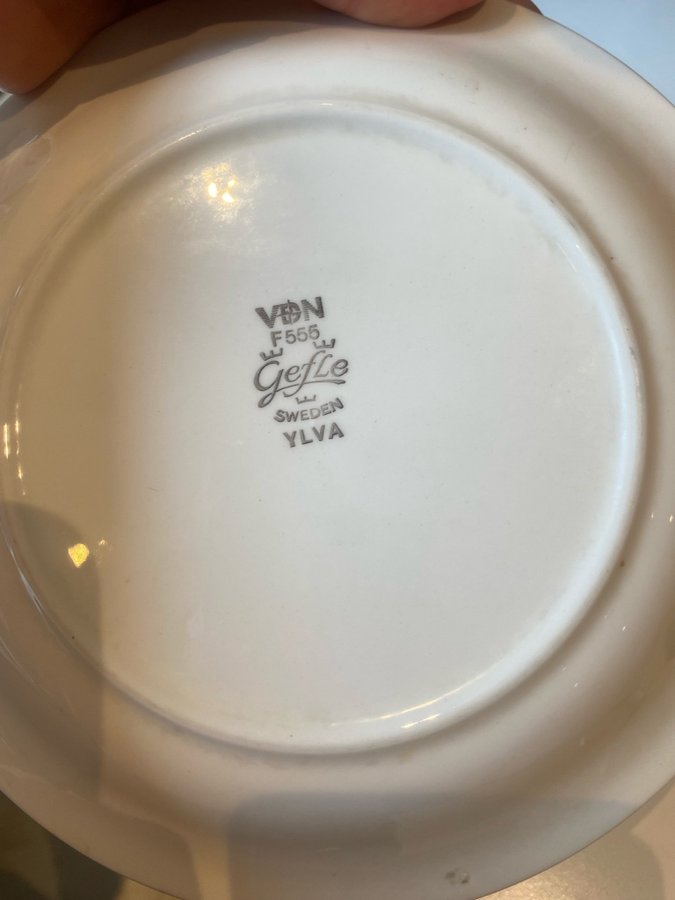 VDN
F555
Gefle
SWEDEN
YLVA